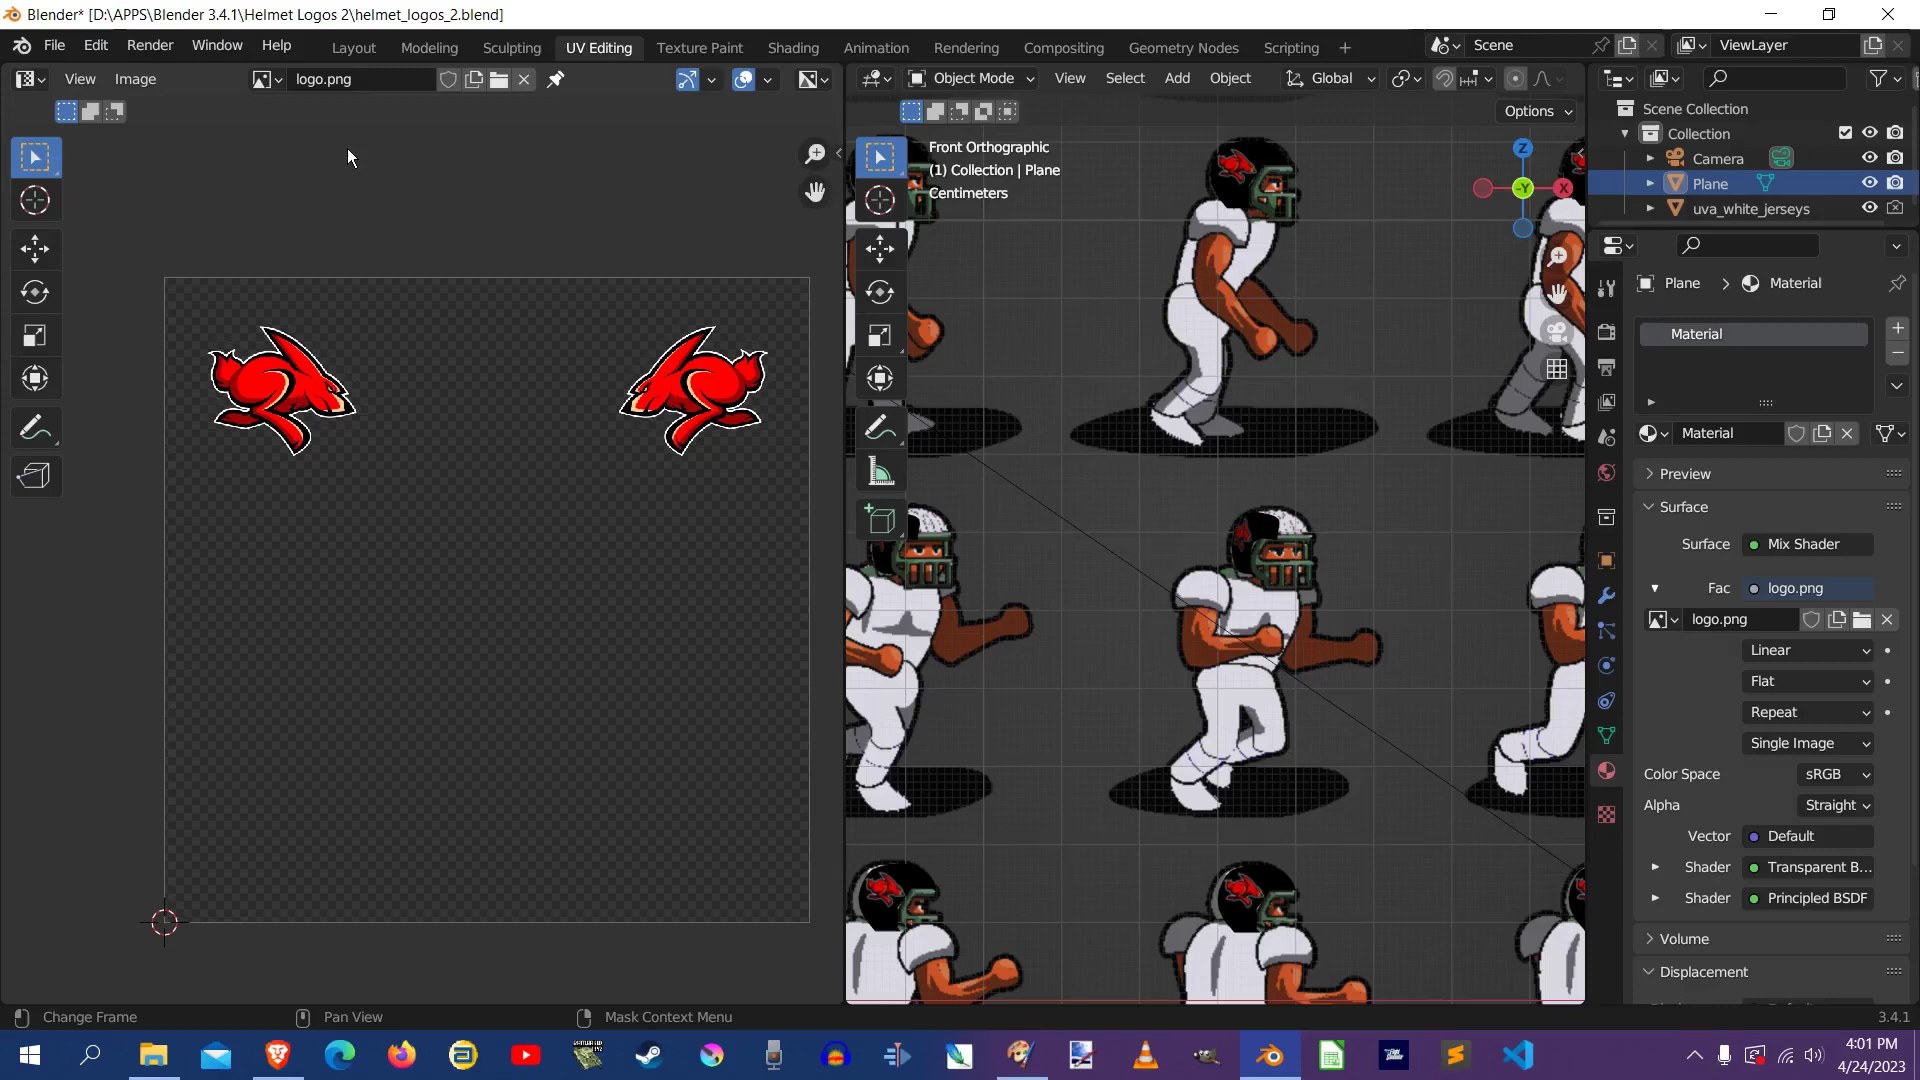 Blender* [D:\APPS\Blender 3.4.1\Helmet Logos 2\helmet_logos_2.blend]
File Edit Render Window Help Layout Modeling Sculpting UV Editing Texture Paint Shading Animation Rendering Compositing Geometry Nodes Scripting + Scene ViewLayer
View Image logo.png Object Mode View Select Add Object Global
Options
Front Orthographic
(1) Collection | Plane
Centimeters
Z
-Y
X
Scene Collection
Collection
Camera
Plane
uva_white_jerseys
Plane > Material
Material
Material
Preview
Surface
Surface Mix Shader
Fac logo.png
logo.png
Linear
Flat
Repeat
Single Image
Color Space sRGB
Alpha Straight
Vector Default
Shader Transparent B...
Shader Principled BSDF
Volume
Displacement
Change Frame Pan View Mask Context Menu 3.4.1
4:01 PM
4/24/2023